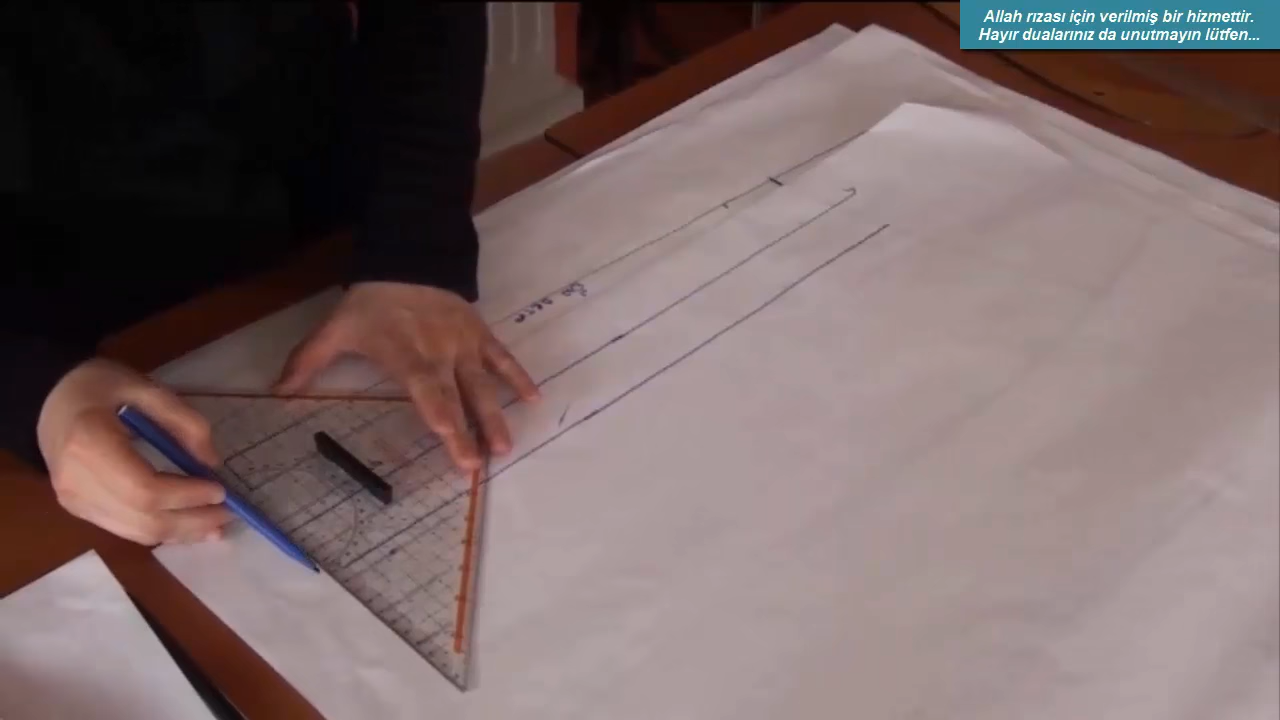 Allah rızası için verilmiş bir hizmettir.
Hayır dualarınız da unutmayın lütfen...